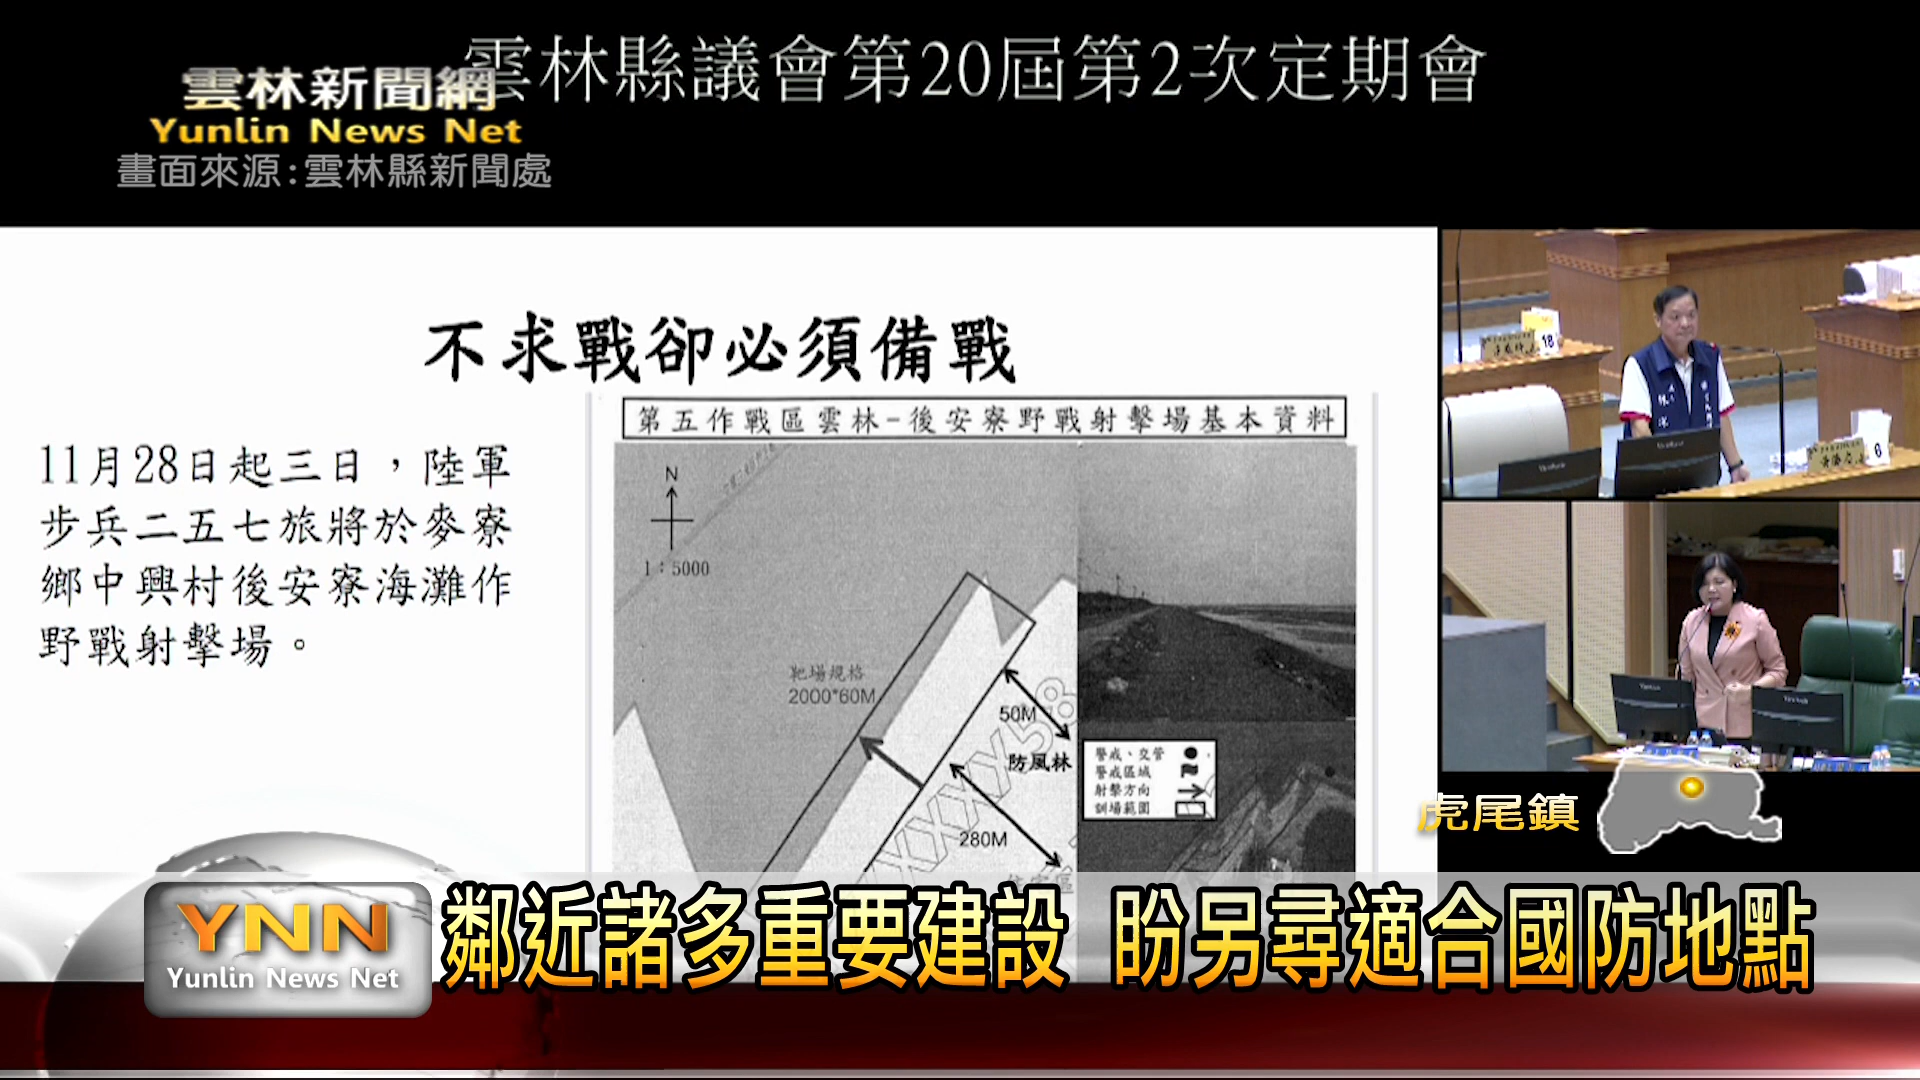 雲林縣議會第20屆第2次定期會
雲林新聞網
Yunlin News Net
畫面來源:雲林縣新聞處
不求戰卻必須備戰
11月28日起三日，陸軍
步兵二五七旅將於麥寮
鄉中興村後安寮海灘作
野戰射擊場。
第五作戰區雲林-後安寮野戰射擊場基本資料
N
1：5000
靶場規格
2000*60M
50M
防風林
280M
警戒、交管
警戒區域
射擊方向
訓場範圍
18
6
虎尾鎮
YNN
Yunlin News Net
鄰近諸多重要建設 盼另尋適合國防地點